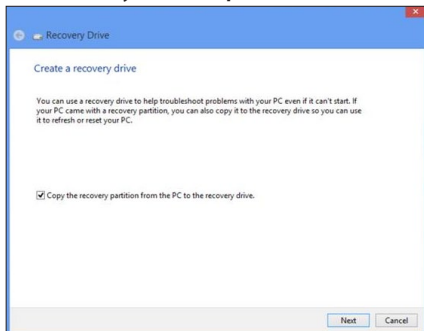 Recovery Drive
Create a recovery drive
You can use a recovery drive to help troubleshoot problems with your PC even if it can't start. If
your PC came with a recovery partition, you can also copy it to the recovery drive so you can use
it to refresh or reset your PC.
Copy the recovery partition from the PC to the recovery drive.
Next Cancel